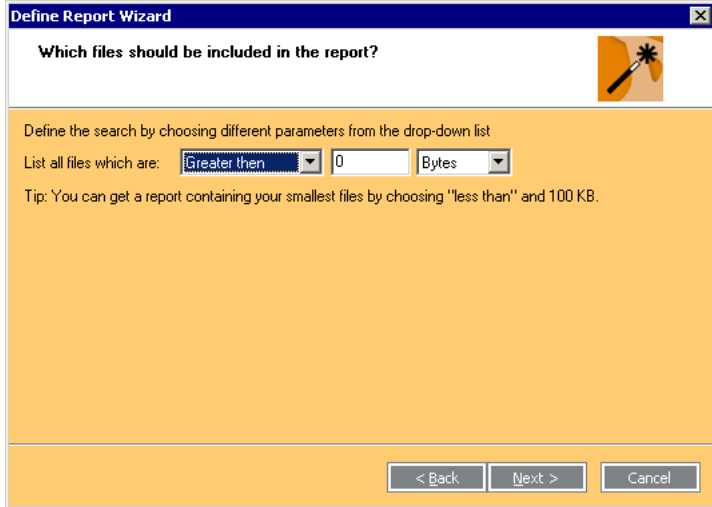 Define Report Wizard
Which files should be included in the report?
Define the search by choosing different parameters from the drop-down list
List all files which are: Greater then 0 Bytes
Tip: You can get a report containing your smallest files by choosing "less than" and 100 KB.
< Back Next > Cancel